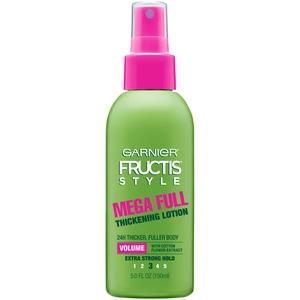 GARNIER
FRUCTIS
STYLE
MEGA FULL
THICKENING LOTION
24H THICKER, FULLER BODY
VOLUME
WITH COTTON
FLOWER EXTRACT
EXTRA STRONG HOLD
1 2 3 4 5
5.0 FL OZ (150ml)